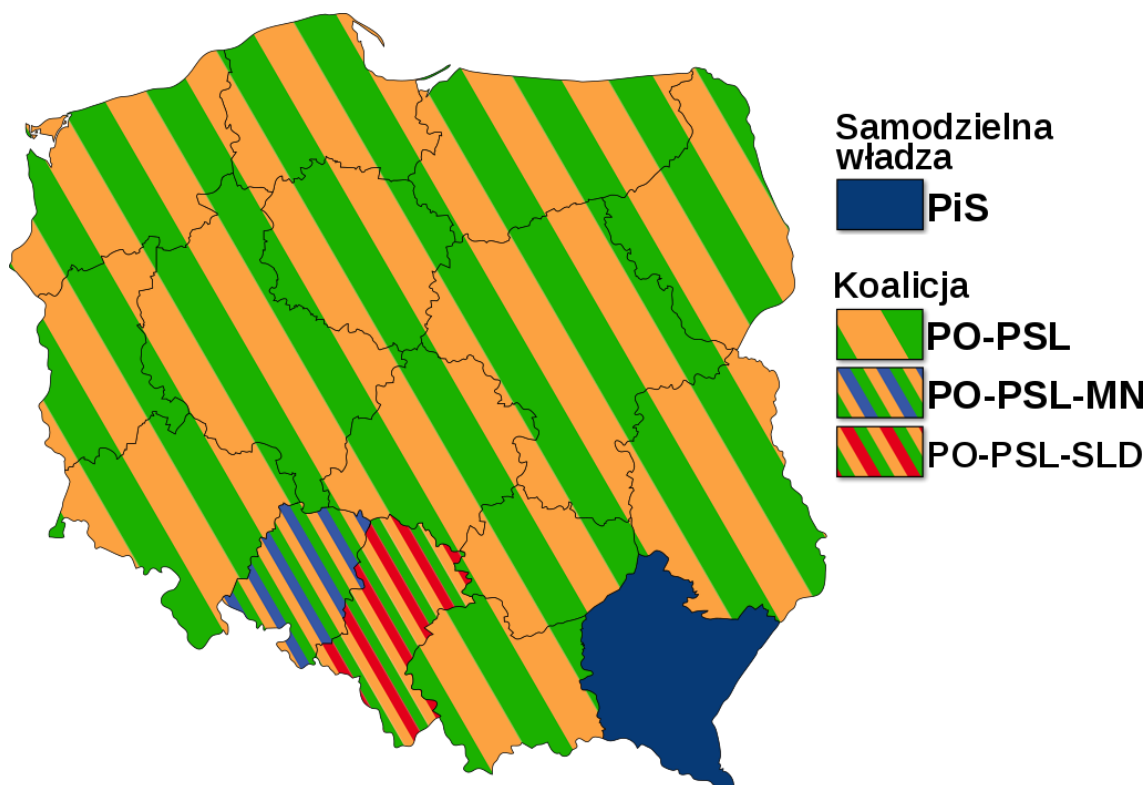 Samodzielna
władza
PiS
Koalicja
PO-PSL
PO-PSL-MN
PO-PSL-SLD